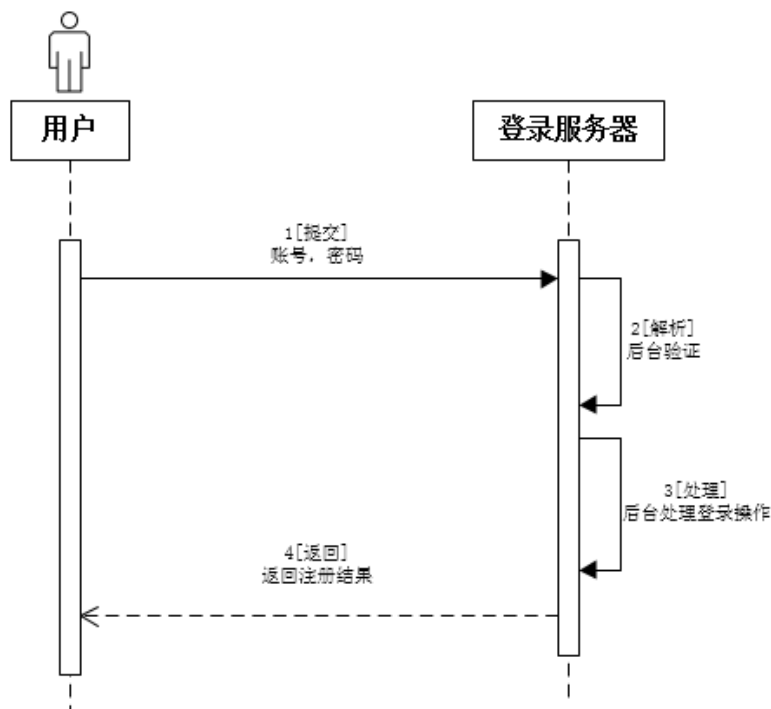 用户
登录服务器
1[提交]
账号，密码
2[解析]
后台验证
3[处理]
后台处理登录操作
4[返回]
返回注册结果